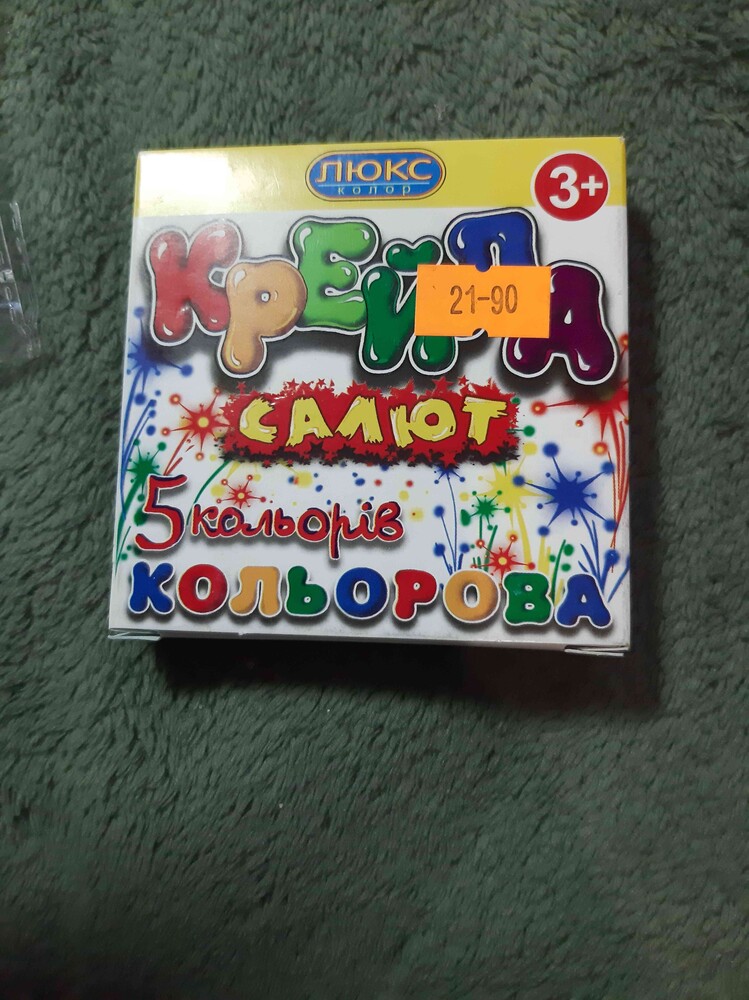 ЛЮКС
колор
3+
КРЕЙДА
21-90
САЛЮТ
5 кольорів
КОЛЬОРОВА